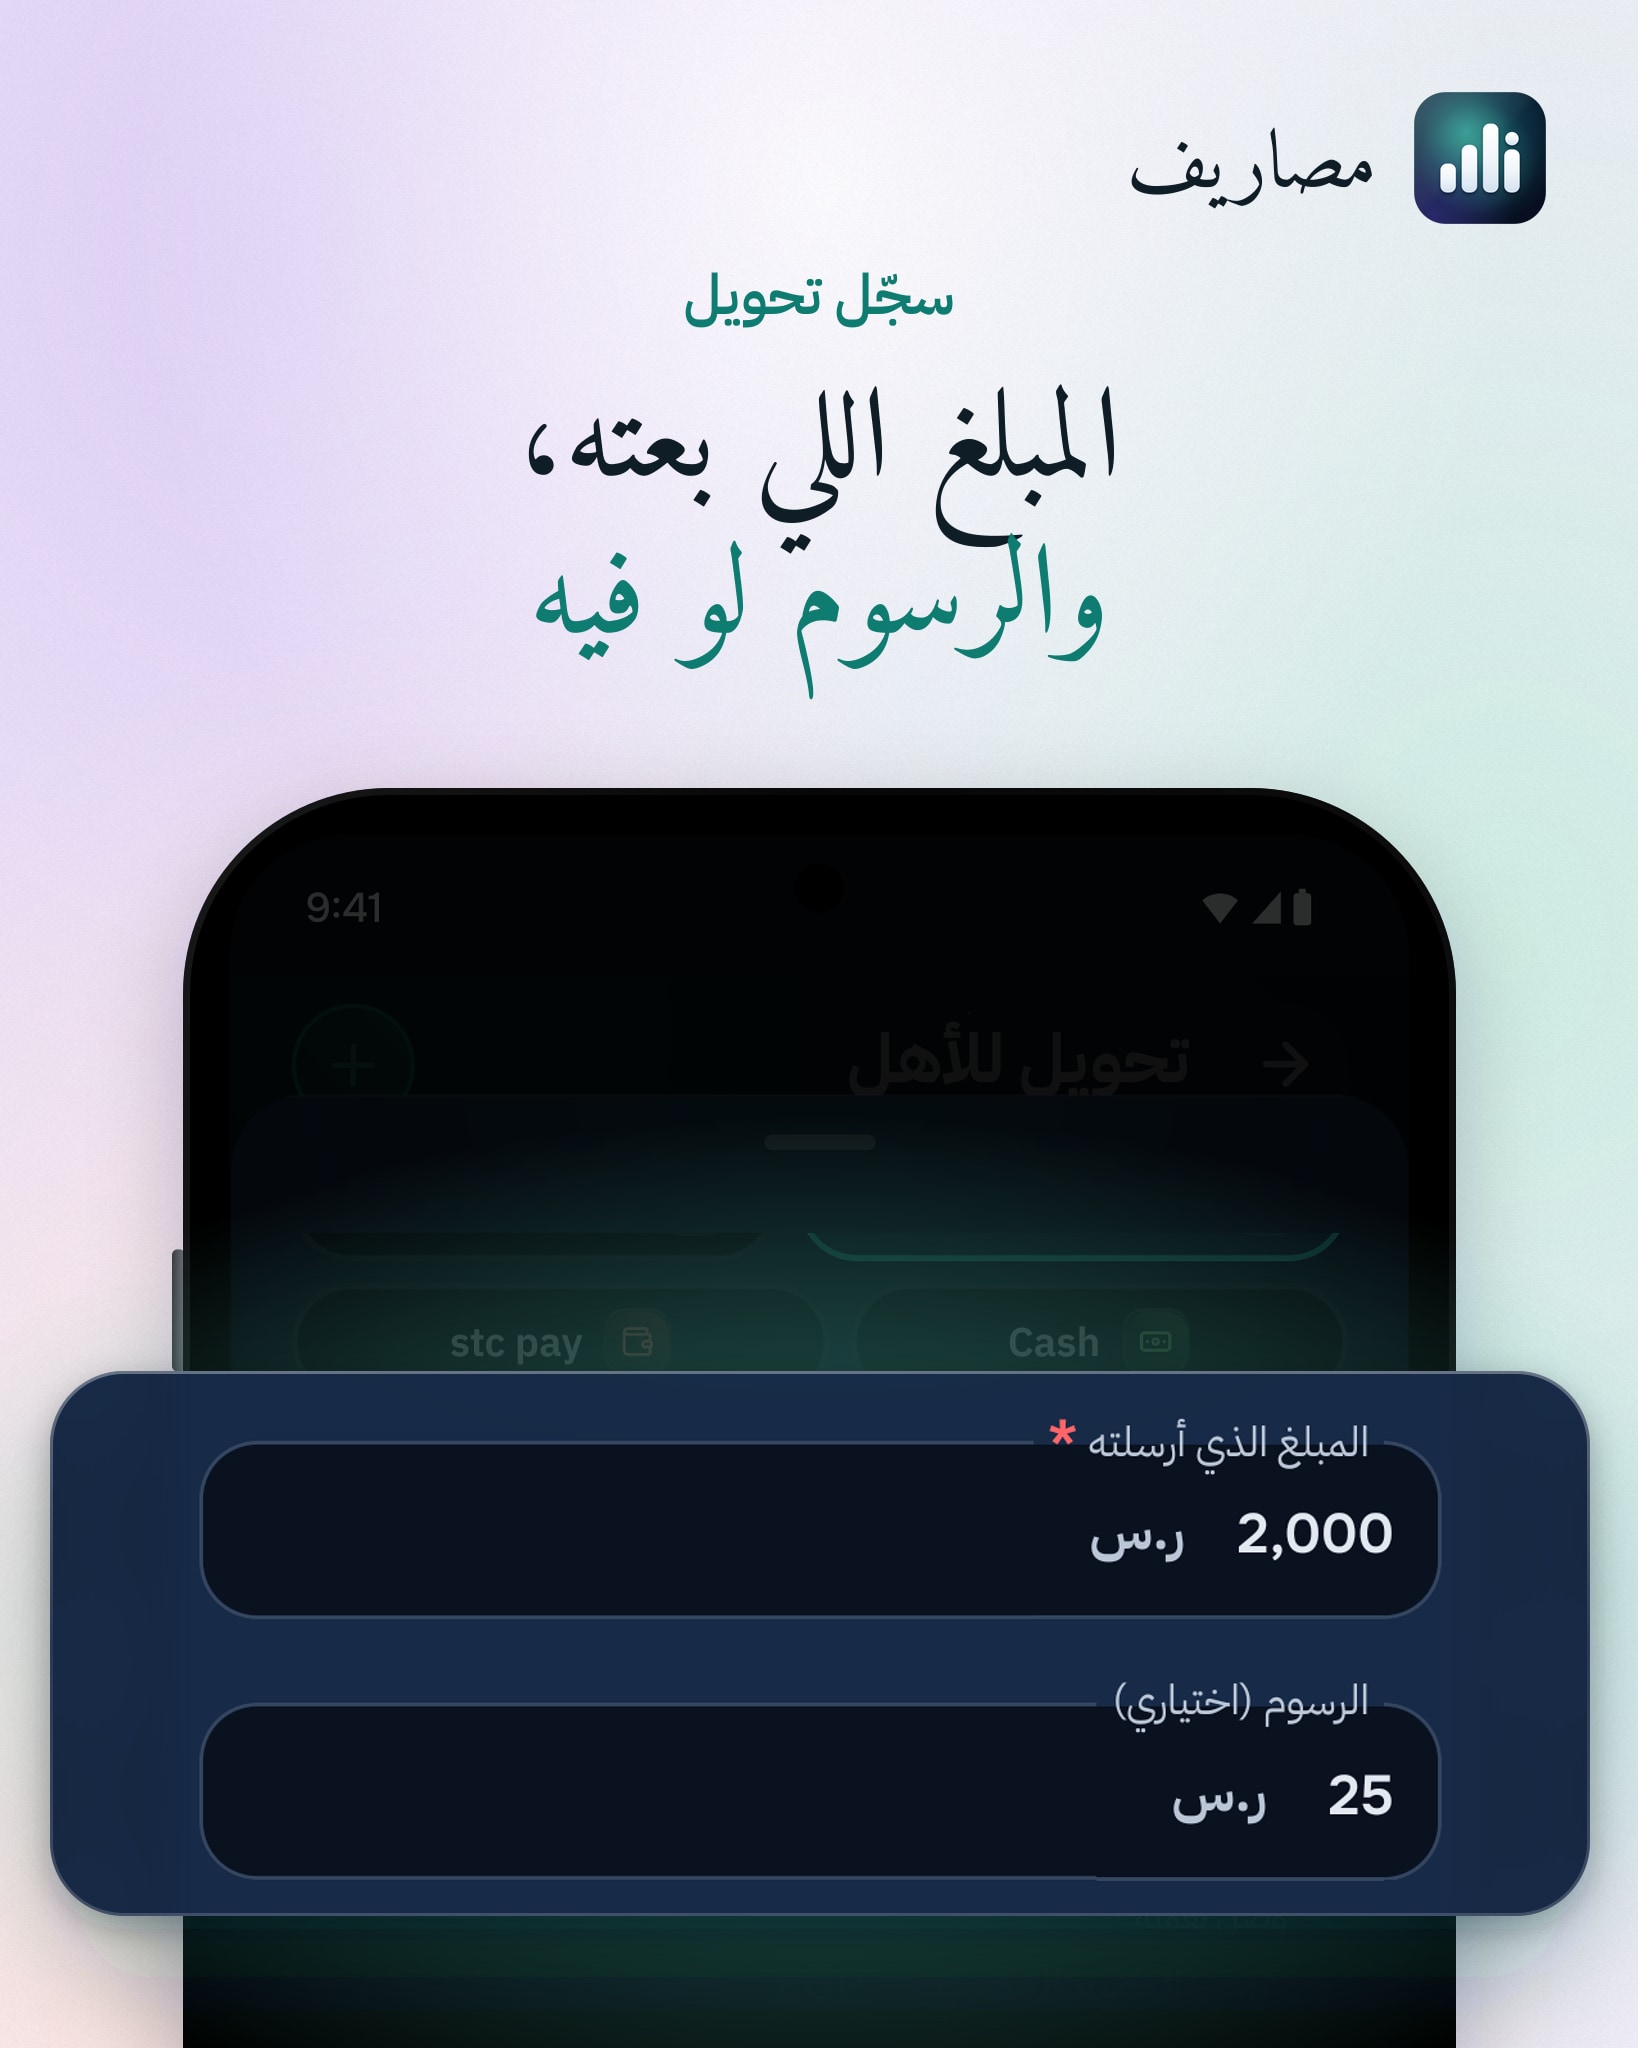 مصاريف
سجّل تحويل
المبلغ اللي بعته،
والرسوم لو فيه
9:41
تحويل للأهل
Cash
stc pay
المبلغ الذي أرسلته *
2,000 ر.س
الرسوم (اختياري)
25 ر.س